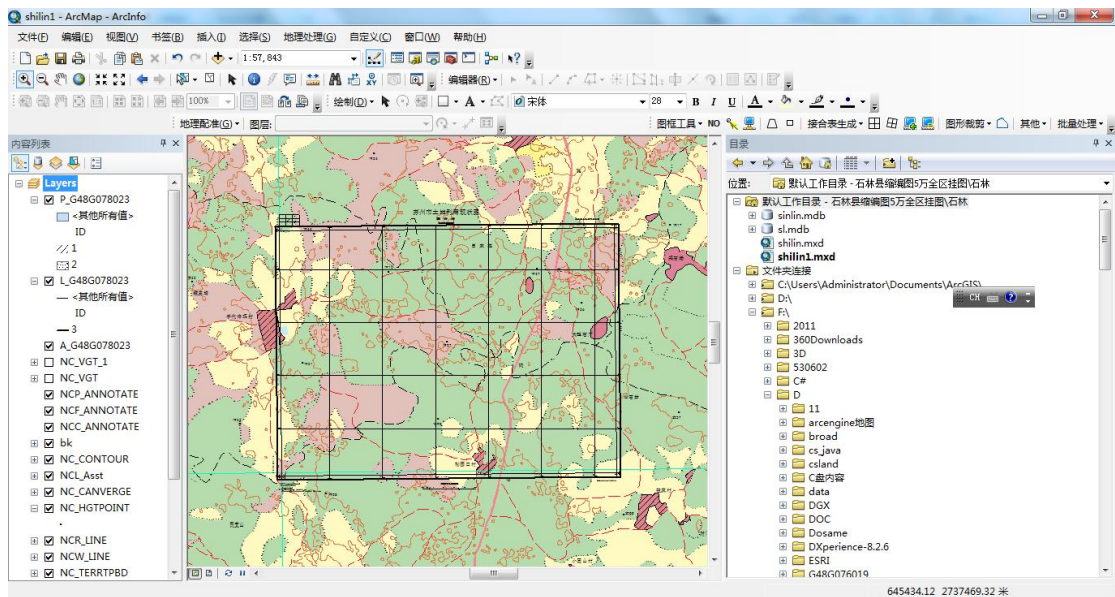 shilin1 - ArcMap - ArcInfo
文件(F) 编辑(E) 视图(V) 书签(B) 插入(I) 选择(S) 地理处理(G) 自定义(C) 窗口(W) 帮助(H)
1:57,843
编辑器(R)
100% 绘制(D) A 宋体 28 B I U A
地理配准(G) 图层: 图框工具 NO 接合表生成 图形裁剪 其他 批量处理
内容列表
Layers
P_G48G078023
<其他所有值>
ID
1
2
L_G48G078023
<其他所有值>
ID
3
A_G48G078023
NC_VGT_1
NC_VGT
NCP_ANNOTATE
NCF_ANNOTATE
NCC_ANNOTATE
bk
NC_CONTOUR
NCL_Asst
NC_CANVERGE
NC_HGTPOINT
NCR_LINE
NCW_LINE
NC_TERRTPBD
目录
位置: 默认工作目录 - 石林县缩编图5万全区挂图\石林
默认工作目录 - 石林县缩编图5万全区挂图\石林
sinlin.mdb
sl.mdb
shilin.mxd
shilin1.mxd
文件夹连接
C:\Users\Administrator\Documents\ArcGIS\
D:\
CH
F:\
2011
360Downloads
3D
530602
C#
D
11
arcengine地图
broad
cs_java
csland
C盘内容
data
DGX
DOC
Dosame
DXperience-8.2.6
ESRI
G48G076019
645434.12 2737469.32 米